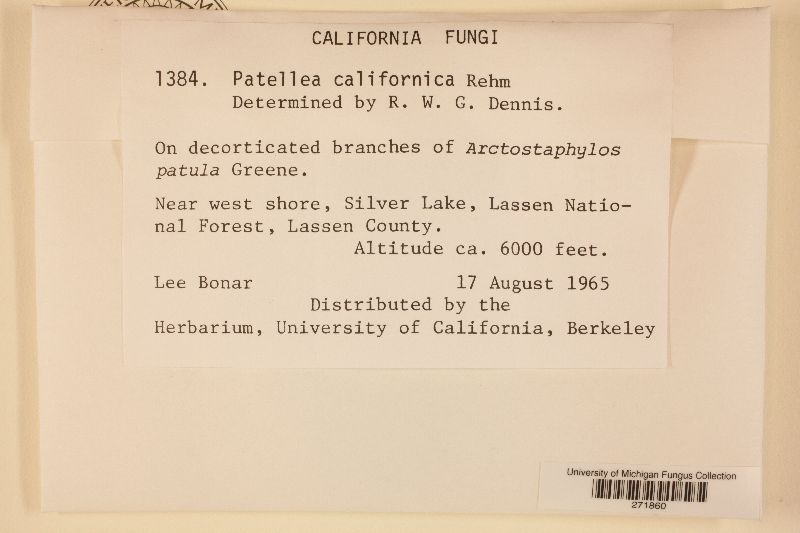 CALIFORNIA FUNGI
1384. Patellea californica Rehm
Determined by R. W. G. Dennis.
On decorticated branches of Arctostaphylos
patula Greene.
Near west shore, Silver Lake, Lassen Natio-
nal Forest, Lassen County.
Altitude ca. 6000 feet.
Lee Bonar 17 August 1965
Distributed by the
Herbarium, University of California, Berkeley
University of Michigan Fungus Collection
271860